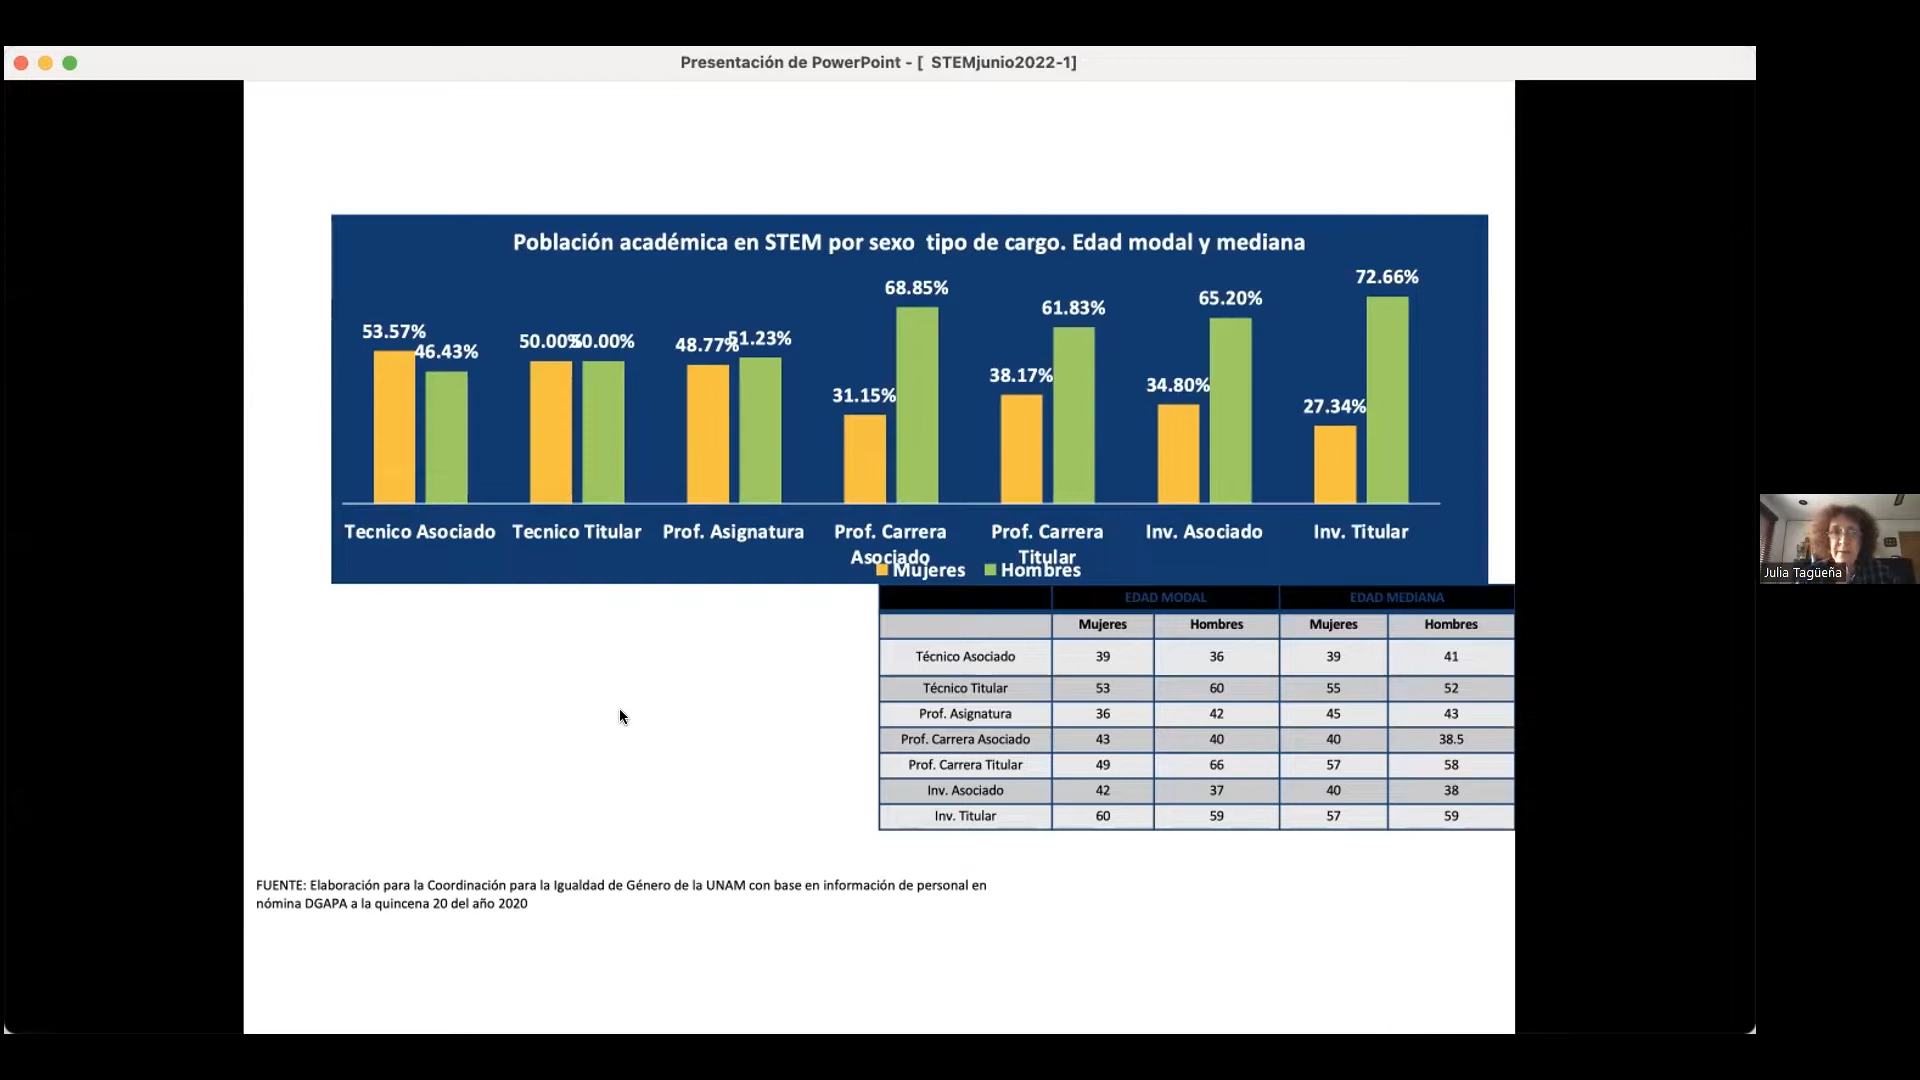 Presentación de PowerPoint - [  STEMjunio2022-1]
Población académica en STEM por sexo  tipo de cargo. Edad modal y mediana
53.57% 46.43% 50.00% 50.00% 48.77% 51.23% 31.15% 68.85% 38.17% 61.83% 34.80% 65.20% 27.34% 72.66%
Tecnico Asociado Tecnico Titular Prof. Asignatura Prof. Carrera Prof. Carrera Inv. Asociado Inv. Titular
Asociado Titular
Mujeres Hombres
EDAD MODAL EDAD MEDIANA
Mujeres Hombres Mujeres Hombres
Técnico Asociado 39 36 39 41
Técnico Titular 53 60 55 52
Prof. Asignatura 36 42 45 43
Prof. Carrera Asociado 43 40 40 38.5
Prof. Carrera Titular 49 66 57 58
Inv. Asociado 42 37 40 38
Inv. Titular 60 59 57 59
FUENTE: Elaboración para la Coordinación para la Igualdad de Género de la UNAM con base en información de personal en
nómina DGAPA a la quincena 20 del año 2020
Julia Tagüeña